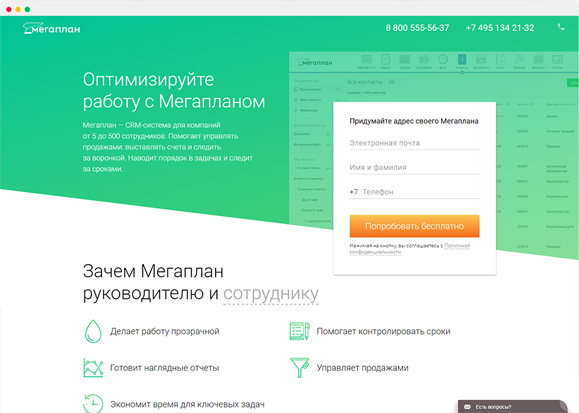 мегаплан
8 800 555-56-37 +7 495 134 21-32
Оптимизируйте
работу с Мегапланом
Мегаплан — CRM-система для компаний
от 5 до 500 сотрудников. Помогает управлять
продажами: выставлять счета и следить
за воронкой. Наводит порядок в задачах и следит
за сроками.
мегаплан
Все контакты
Придумайте адрес своего Мегаплана
Электронная почта
Имя и фамилия
+7 Телефон
Попробовать бесплатно
Нажимая на кнопку, вы соглашаетесь с Политикой
конфиденциальности
Зачем Мегаплан
руководителю и сотруднику
Делает работу прозрачной
Помогает контролировать сроки
Готовит наглядные отчеты
Управляет продажами
Экономит время для ключевых задач
Есть вопросы?